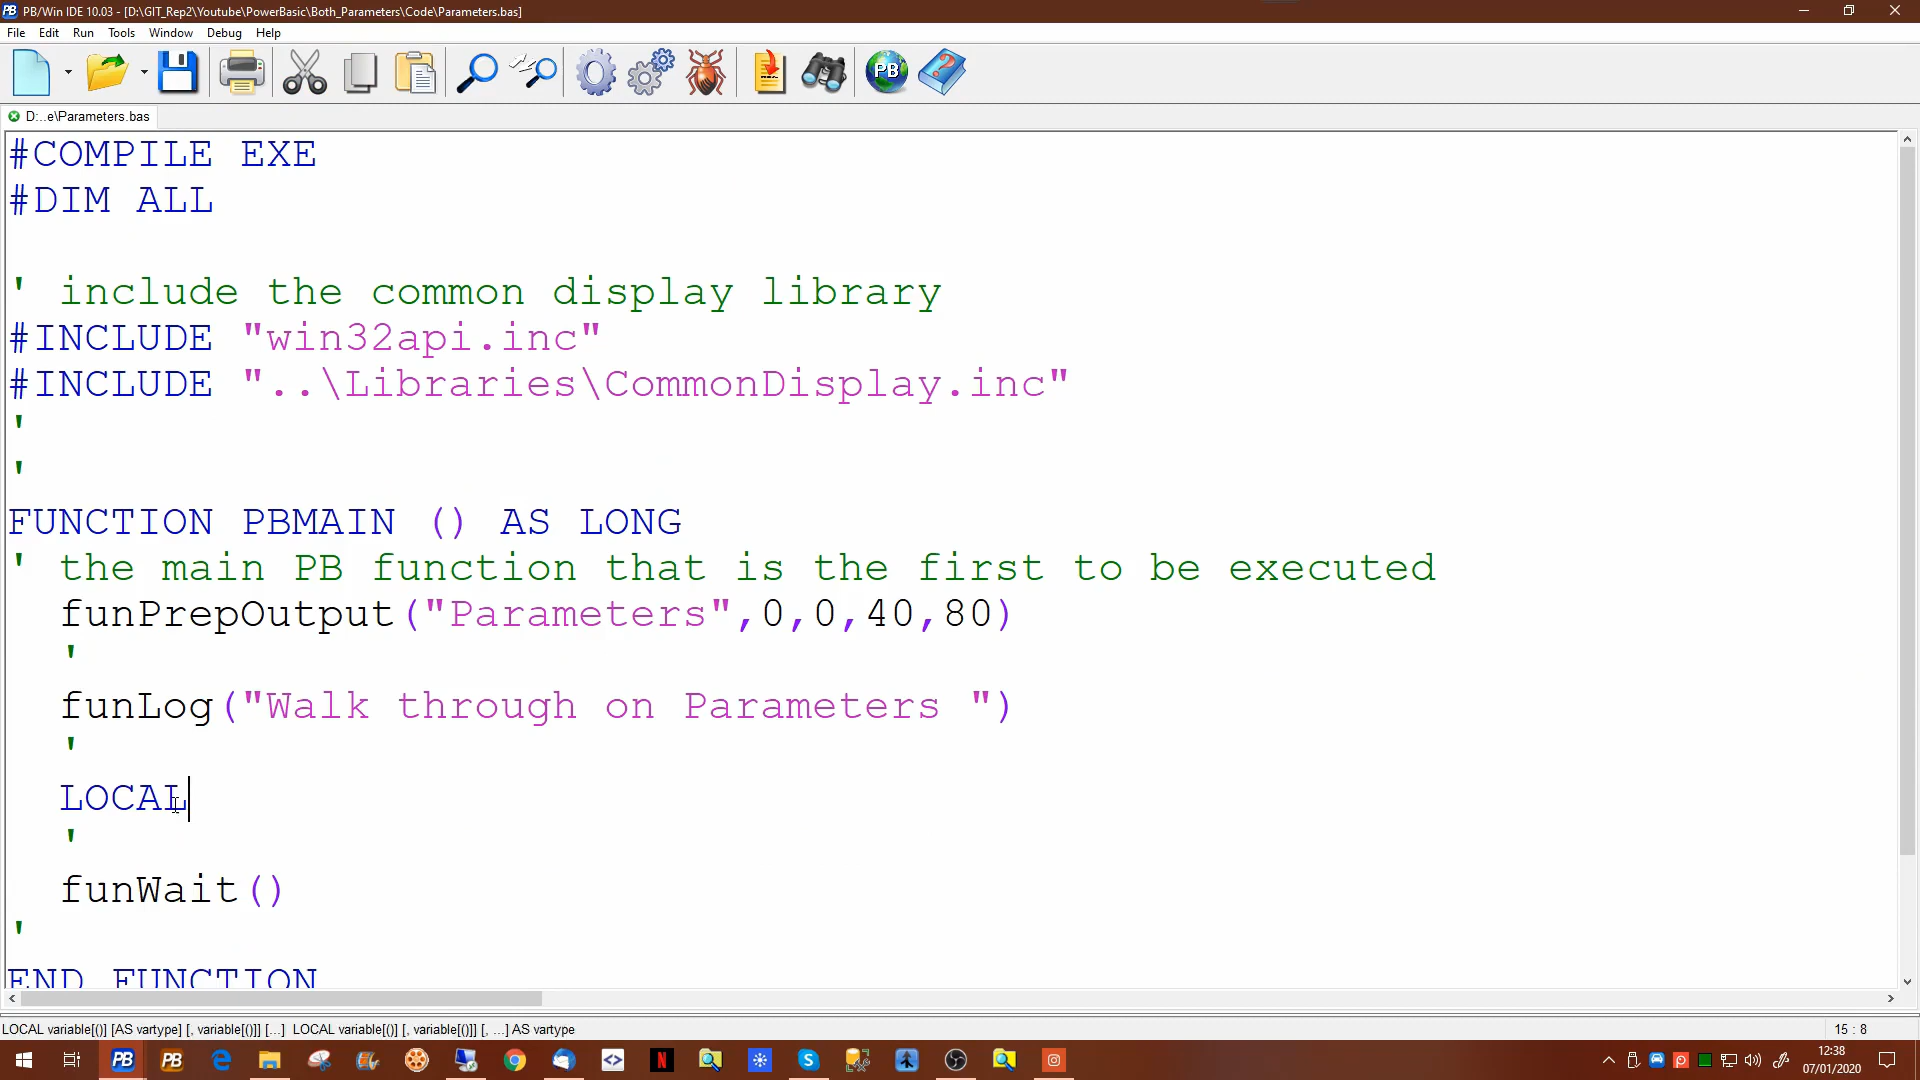 PB/Win IDE 10.03 - [D:\GIT_Rep2\Youtube\PowerBasic\Both_Parameters\Code\Parameters.bas]
File Edit Run Tools Window Debug Help
PB
D:..e\Parameters.bas
#COMPILE EXE
#DIM ALL
' include the common display library
#INCLUDE "win32api.inc"
#INCLUDE "..\Libraries\CommonDisplay.inc"
'
'
FUNCTION PBMAIN () AS LONG
' the main PB function that is the first to be executed
funPrepOutput("Parameters",0,0,40,80)
'
funLog("Walk through on Parameters ")
'
LOCAL
'
funWait()
'
END FUNCTION
LOCAL variable[()] [AS vartype] [, variable[()]] [...] LOCAL variable[()] [, variable[()]] [, ...] AS vartype 15 : 8
PB PB N S 12:38
07/01/2020